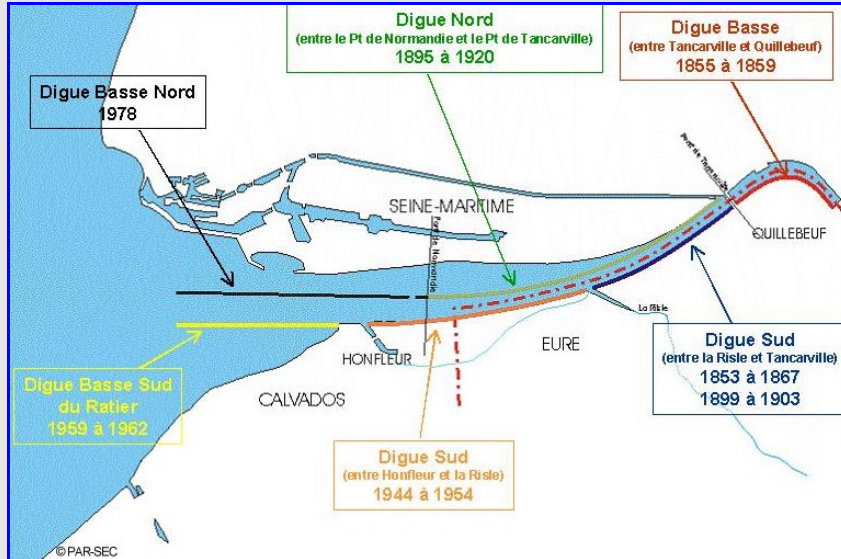 Digue Nord
(entre le Pt de Normandie et le Pt de Tancarville)
1895 à 1920
Digue Basse
(entre Tancarville et Quillebeuf)
1855 à 1859
Digue Basse Nord
1978
Pont de Tancarville
SEINE-MARITIME
Pont de Normandie
QUILLEBEUF
La Risle
HONFLEUR
EURE
Digue Sud
(entre la Risle et Tancarville)
1853 à 1867
1899 à 1903
Digue Basse Sud
du Ratier
1959 à 1962
CALVADOS
Digue Sud
(entre Honfleur et la Risle)
1944 à 1954
©PAR-SEC